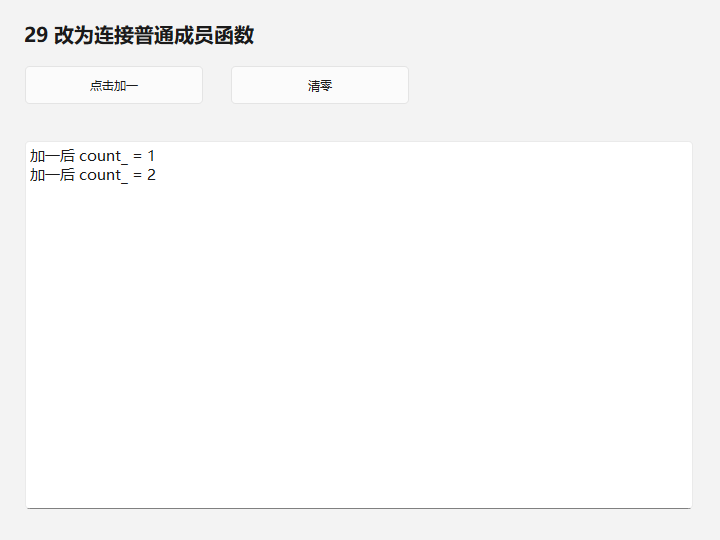 29 改为连接普通成员函数
点击加一
清零
加一后 count_ = 1
加一后 count_ = 2